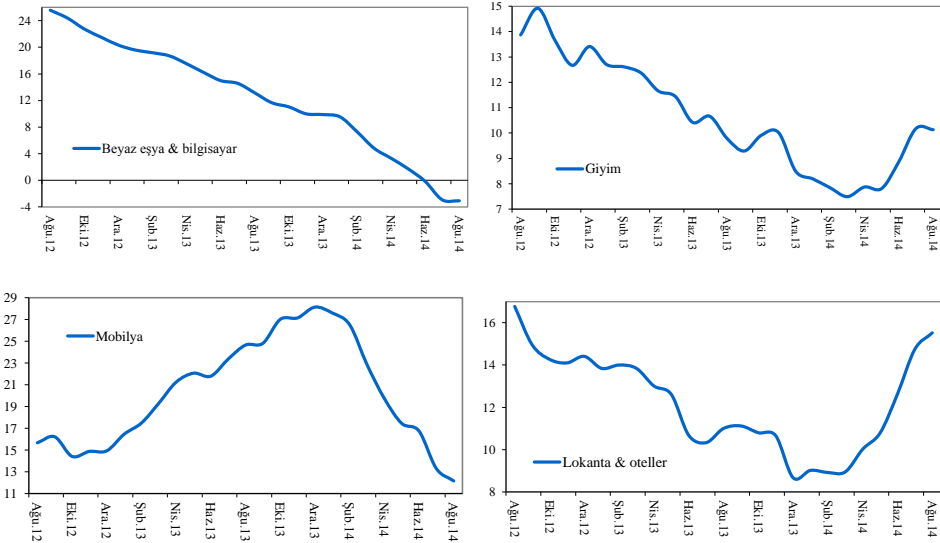 24
20
16
12
8
4
0
-4
Beyaz eşya & bilgisayar
Ağu.12
Eki.12
Ara.12
Şub.13
Nis.13
Haz.13
Ağu.13
Eki.13
Ara.13
Şub.14
Nis.14
Haz.14
Ağu.14
15
14
13
12
11
10
9
8
7
Giyim
Ağu.12
Eki.12
Ara.12
Şub.13
Nis.13
Haz.13
Ağu.13
Eki.13
Ara.13
Şub.14
Nis.14
Haz.14
Ağu.14
29
27
25
23
21
19
17
15
13
11
Mobilya
Ağu.12
Eki.12
Ara.12
Şub.13
Nis.13
Haz.13
Ağu.13
Eki.13
Ara.13
Şub.14
Nis.14
Haz.14
Ağu.14
16
14
12
10
8
Lokanta & oteller
Ağu.12
Eki.12
Ara.12
Şub.13
Nis.13
Haz.13
Ağu.13
Eki.13
Ara.13
Şub.14
Nis.14
Haz.14
Ağu.14